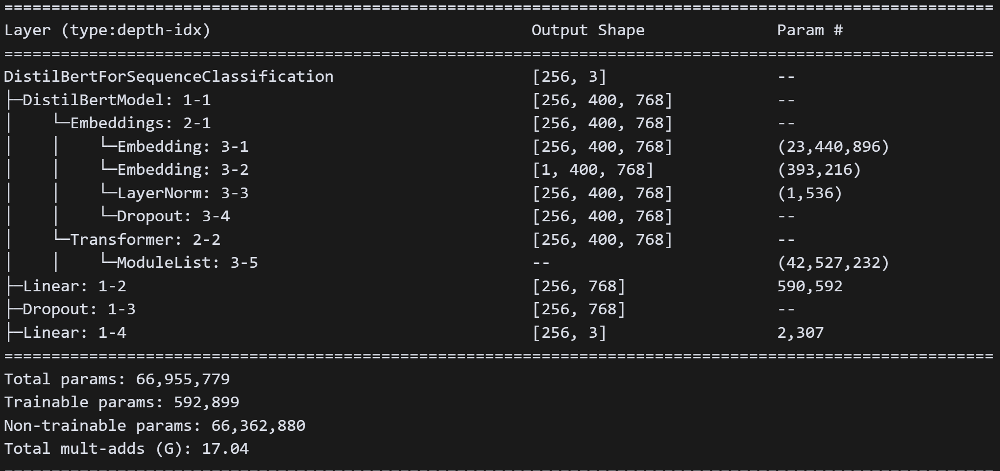 ==========================================================================================================
Layer (type:depth-idx)                                  Output Shape              Param #
==========================================================================================================
DistilBertForSequenceClassification                     [256, 3]                  --
├─DistilBertModel: 1-1                                  [256, 400, 768]           --
│    └─Embeddings: 2-1                                  [256, 400, 768]           --
│    │    └─Embedding: 3-1                              [256, 400, 768]           (23,440,896)
│    │    └─Embedding: 3-2                              [1, 400, 768]             (393,216)
│    │    └─LayerNorm: 3-3                              [256, 400, 768]           (1,536)
│    │    └─Dropout: 3-4                                [256, 400, 768]           --
│    └─Transformer: 2-2                                 [256, 400, 768]           --
│    │    └─ModuleList: 3-5                             --                        (42,527,232)
├─Linear: 1-2                                           [256, 768]                590,592
├─Dropout: 1-3                                          [256, 768]                --
├─Linear: 1-4                                           [256, 3]                  2,307
==========================================================================================================
Total params: 66,955,779
Trainable params: 592,899
Non-trainable params: 66,362,880
Total mult-adds (G): 17.04
==========================================================================================================